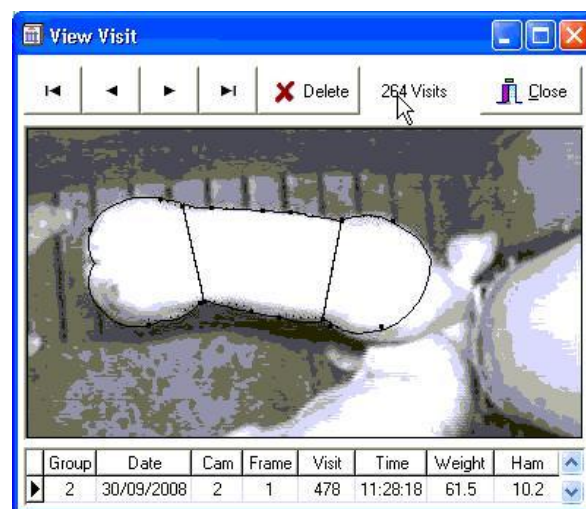 View Visit
Delete 264 Visits Close
Group Date Cam Frame Visit Time Weight Ham
2 30/09/2008 2 1 478 11:28:18 61.5 10.2